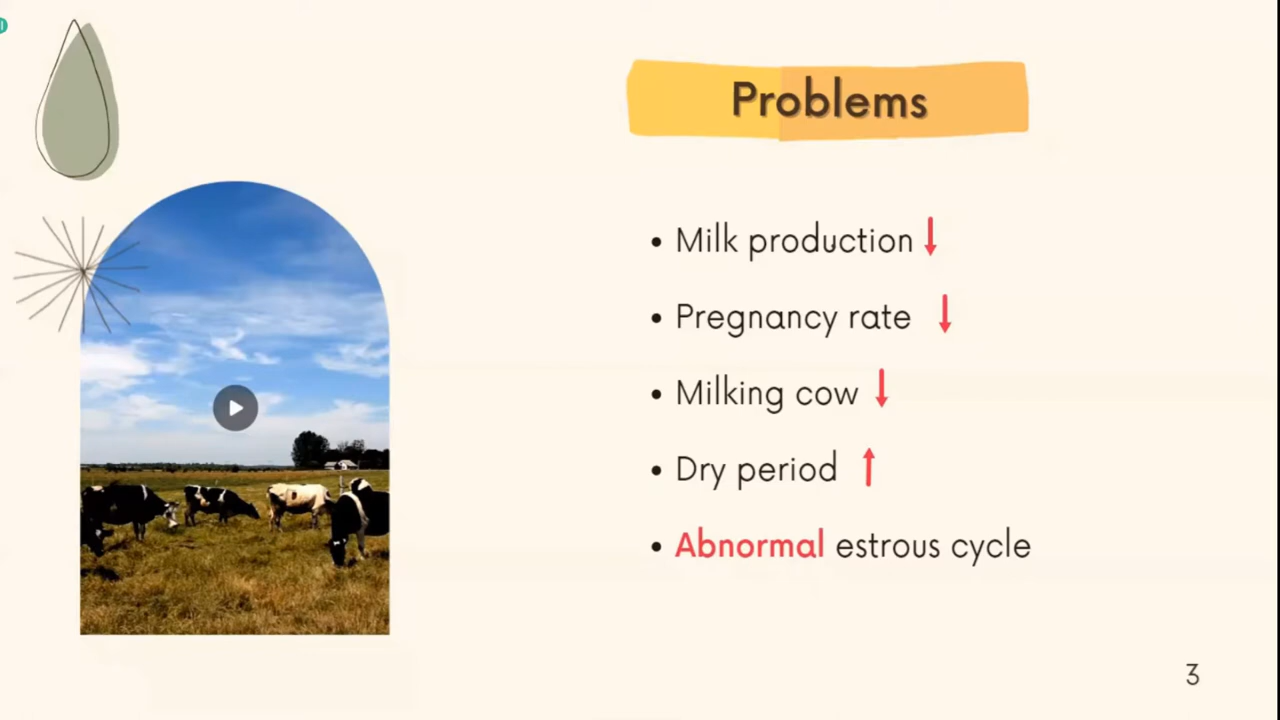 Problems
• Milk production ↓
• Pregnancy rate ↓
• Milking cow ↓
• Dry period ↑
• Abnormal estrous cycle
3